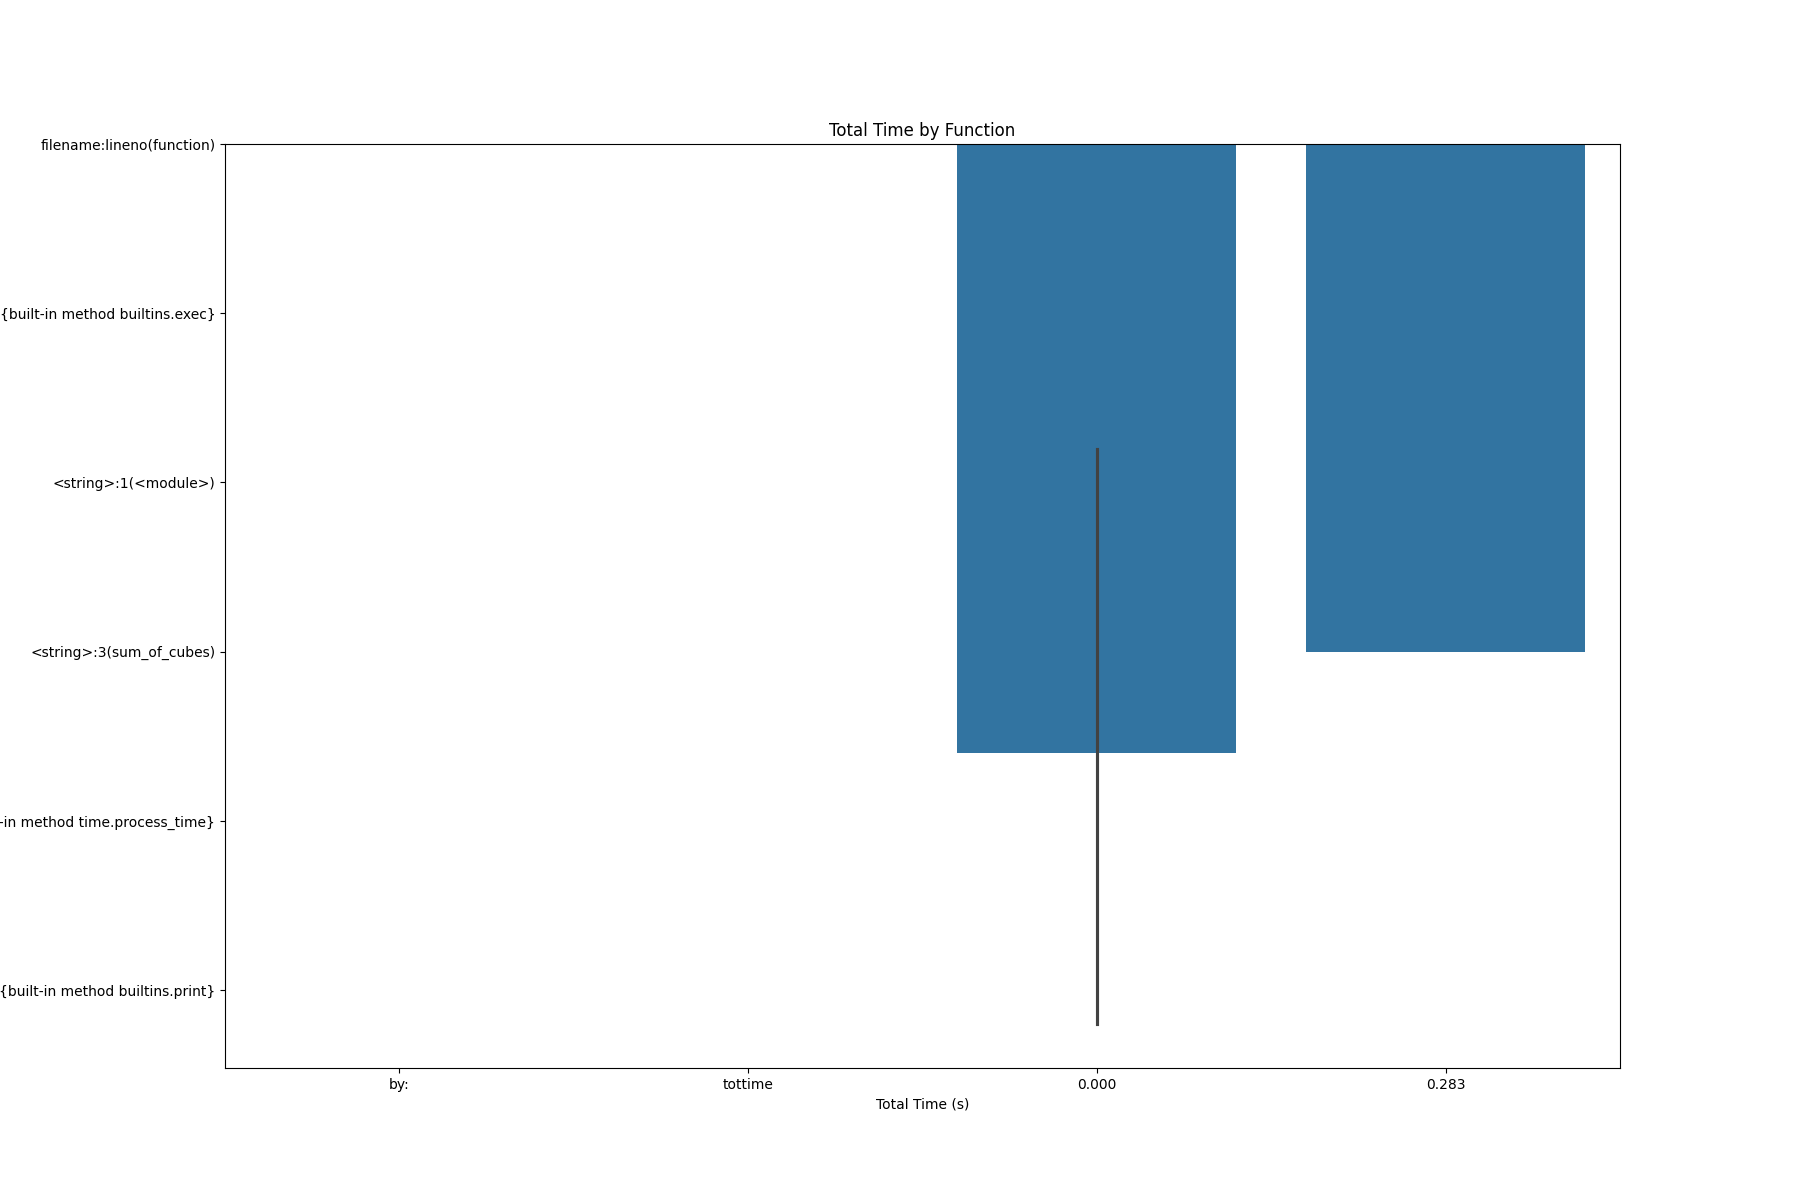 Total Time by Function
filename:lineno(function)
{built-in method builtins.exec}
<string>:1(<module>)
<string>:3(sum_of_cubes)
-in method time.process_time}
{built-in method builtins.print}
by:
tottime
0.000
0.283
Total Time (s)